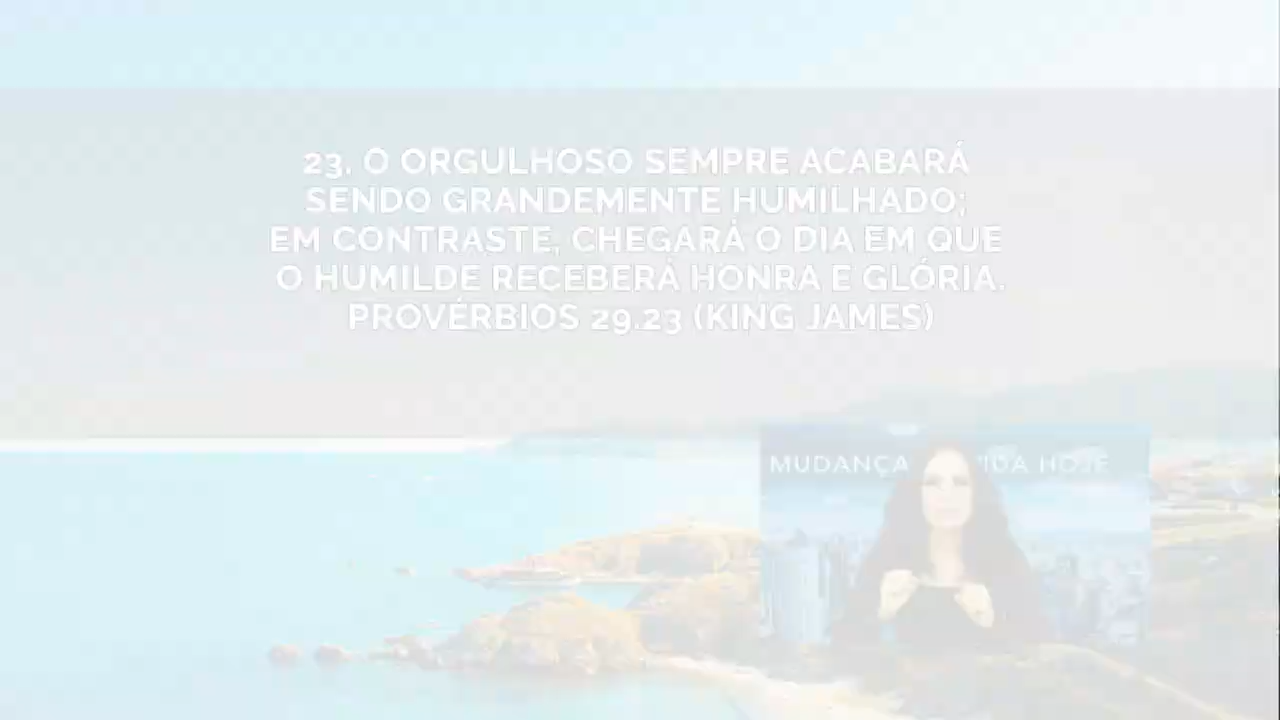 23. O ORGULHOSO SEMPRE ACABARÁ
SENDO GRANDEMENTE HUMILHADO;
EM CONTRASTE, CHEGARÁ O DIA EM QUE
O HUMILDE RECEBERÁ HONRA E GLÓRIA.
PROVÉRBIOS 29.23 (KING JAMES)
MUDANÇA HOJE